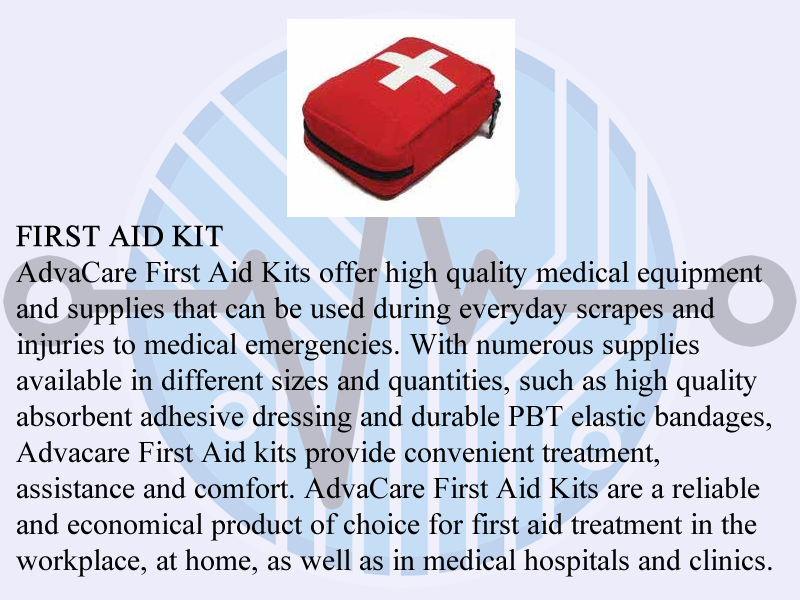 FIRST AID KIT
AdvaCare First Aid Kits offer high quality medical equipment
and supplies that can be used during everyday scrapes and
injuries to medical emergencies. With numerous supplies
available in different sizes and quantities, such as high quality
absorbent adhesive dressing and durable PBT elastic bandages,
Advacare First Aid kits provide convenient treatment,
assistance and comfort. AdvaCare First Aid Kits are a reliable
and economical product of choice for first aid treatment in the
workplace, at home, as well as in medical hospitals and clinics.